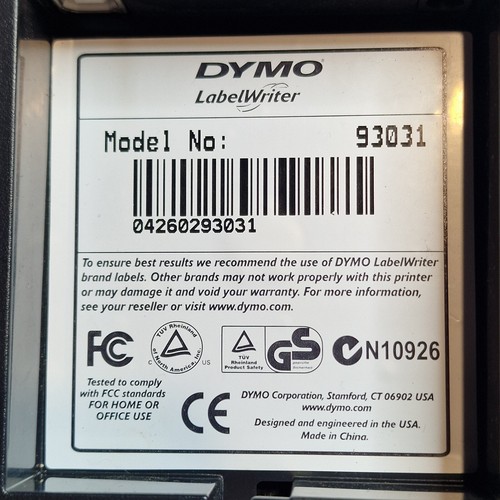 DYMO
LabelWriter
Model No: 93031
04260293031
To ensure best results we recommend the use of DYMO LabelWriter
brand labels. Other brands may not work properly with this printer
or may damage it and void your warranty. For more information,
see your reseller or visit www.dymo.com.
FC
TÜV Rheinland
of North America, Inc.
C US
TÜV
Rheinland
Product Safety
GS
N10926
Tested to comply
with FCC standards
FOR HOME OR
OFFICE USE
CE
DYMO Corporation, Stamford, CT 06902 USA
www.dymo.com
Designed and engineered in the USA.
Made in China.